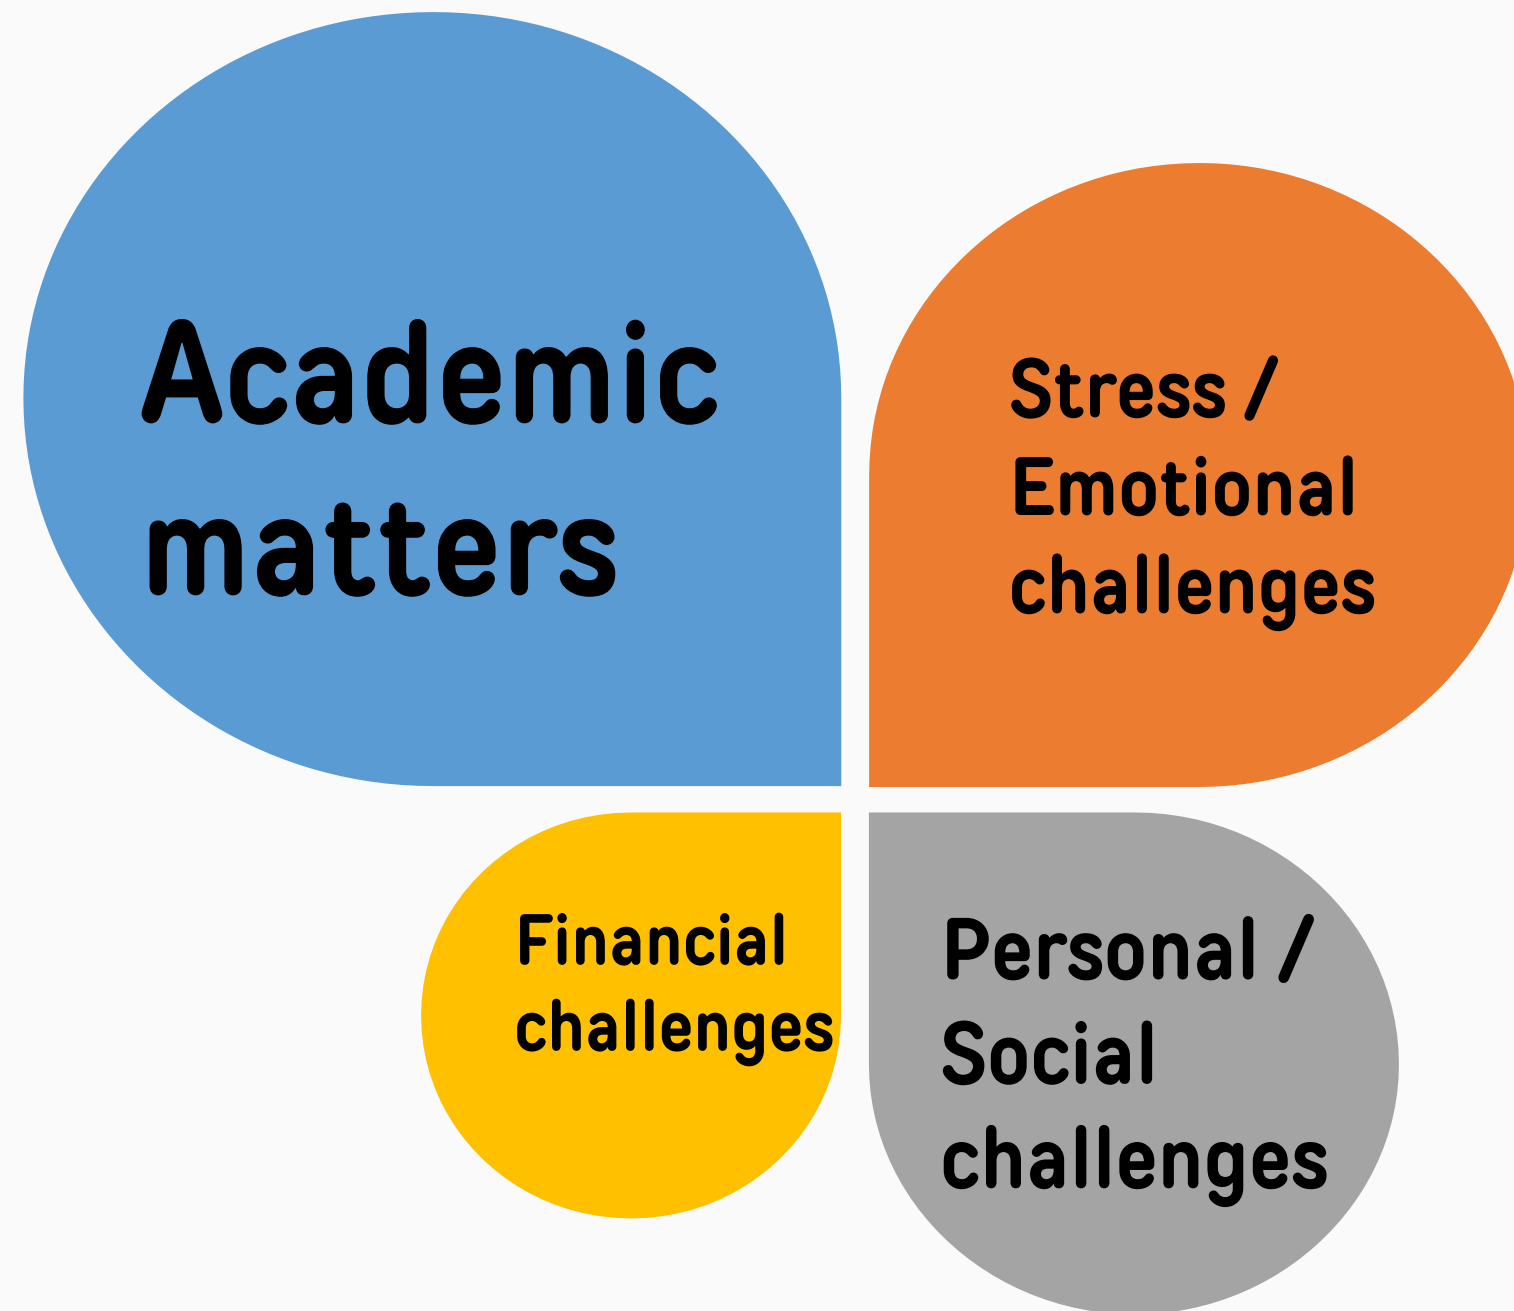 Academic
matters
Stress /
Emotional
challenges
Financial
challenges
Personal /
Social
challenges